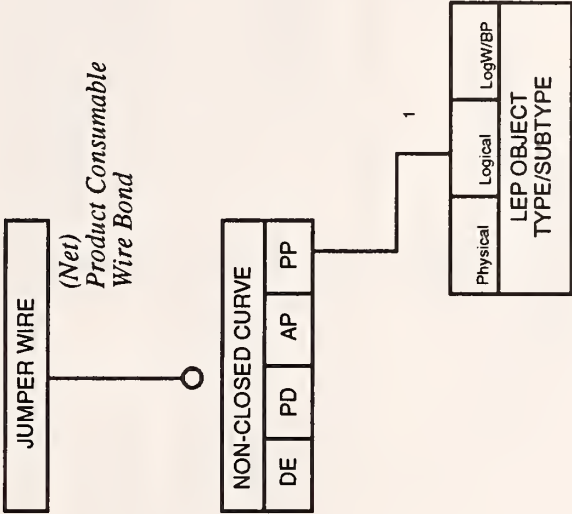 JUMPER WIRE
(Net)
Product Consumable
Wire Bond
NON-CLOSED CURVE
DE PD AP PP
1
Physical Logical LogW/BP
LEP OBJECT
TYPE/SUBTYPE